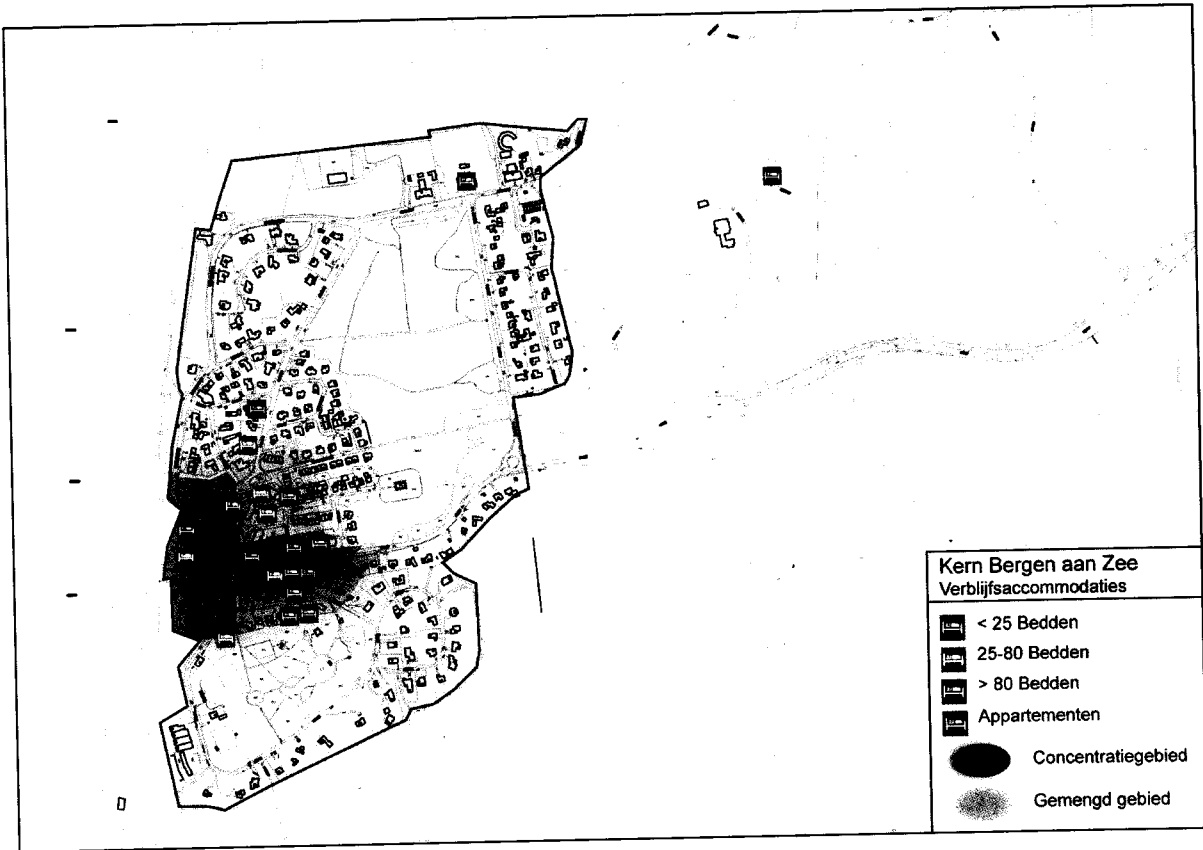 Kern Bergen aan Zee
Verblijfsaccommodaties
< 25 Bedden
25-80 Bedden
> 80 Bedden
Appartementen
Concentratiegebied
Gemengd gebied